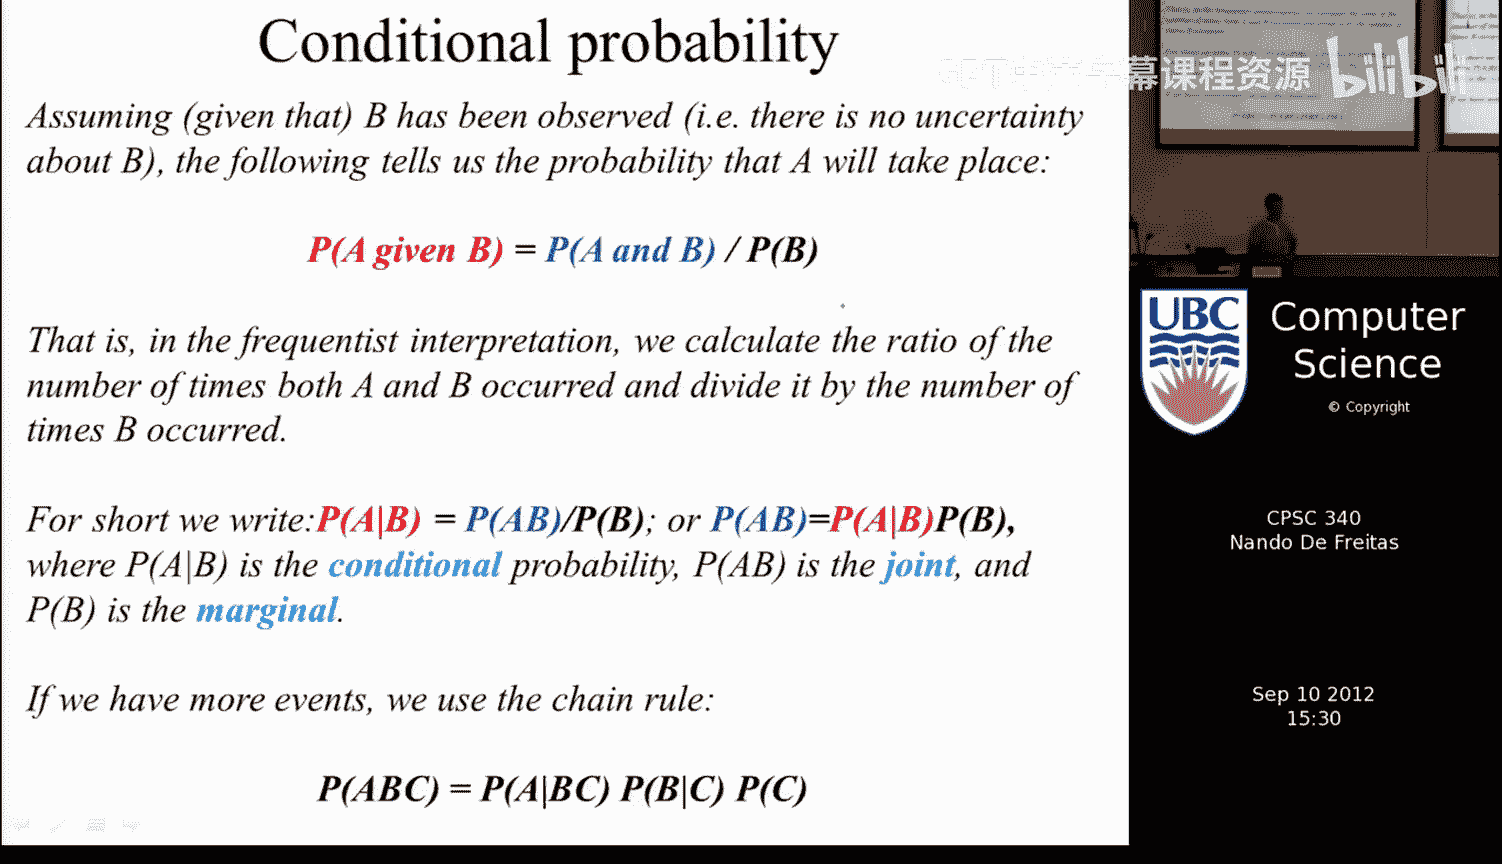 Conditional probability
Assuming (given that) B has been observed (i.e. there is no uncertainty
about B), the following tells us the probability that A will take place:
P(A given B) = P(A and B) / P(B)
That is, in the frequentist interpretation, we calculate the ratio of the
number of times both A and B occurred and divide it by the number of
times B occurred.
For short we write:P(A|B) = P(AB)/P(B); or P(AB)=P(A|B)P(B),
where P(A|B) is the conditional probability, P(AB) is the joint, and
P(B) is the marginal.
If we have more events, we use the chain rule:
P(ABC) = P(A|BC) P(B|C) P(C)
字幕课程资源 bilibili
UBC
Computer
Science
© Copyright
CPSC 340
Nando De Freitas
Sep 10 2012
15:30